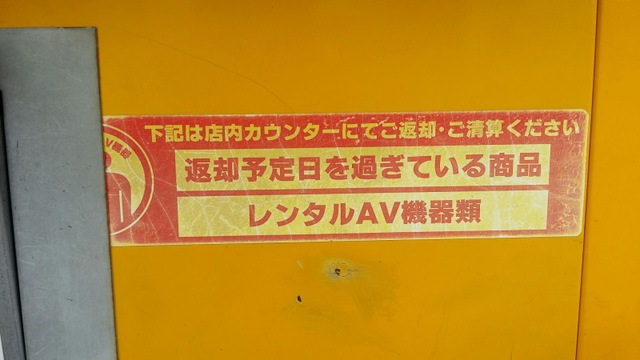 下記は店内カウンターにてご返却・ご清算ください
返却予定日を過ぎている商品
レンタルAV機器類